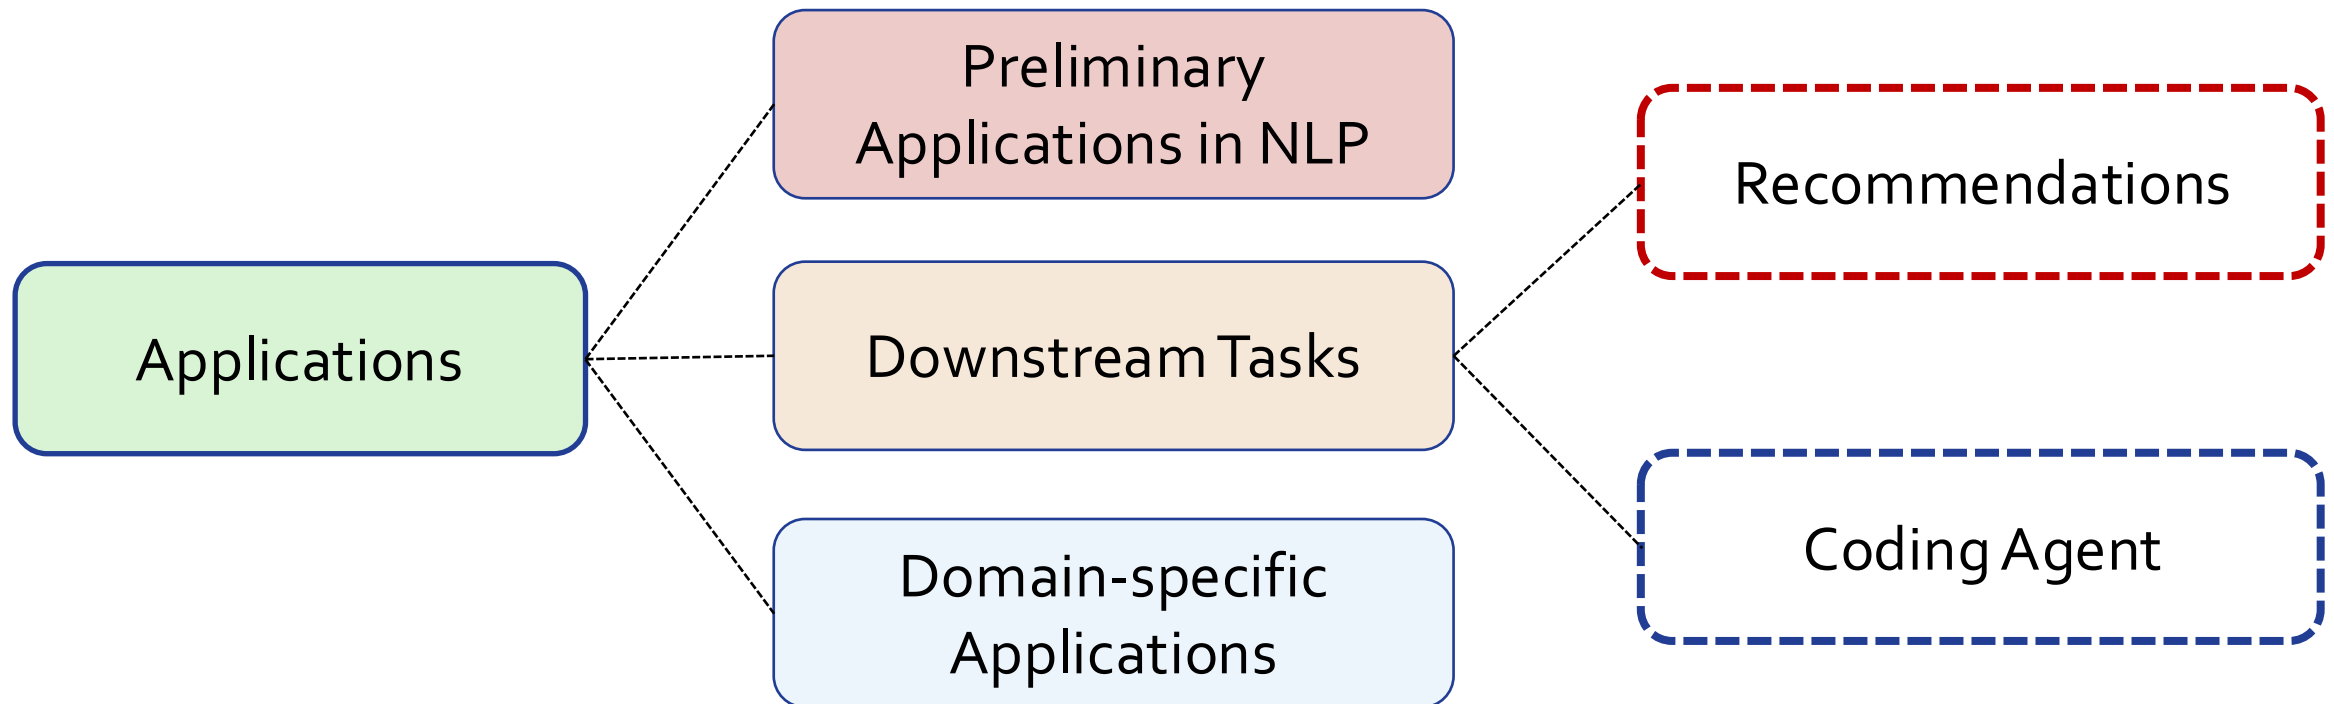 Applications
Preliminary
Applications in NLP
Downstream Tasks
Domain-specific
Applications
Recommendations
Coding Agent